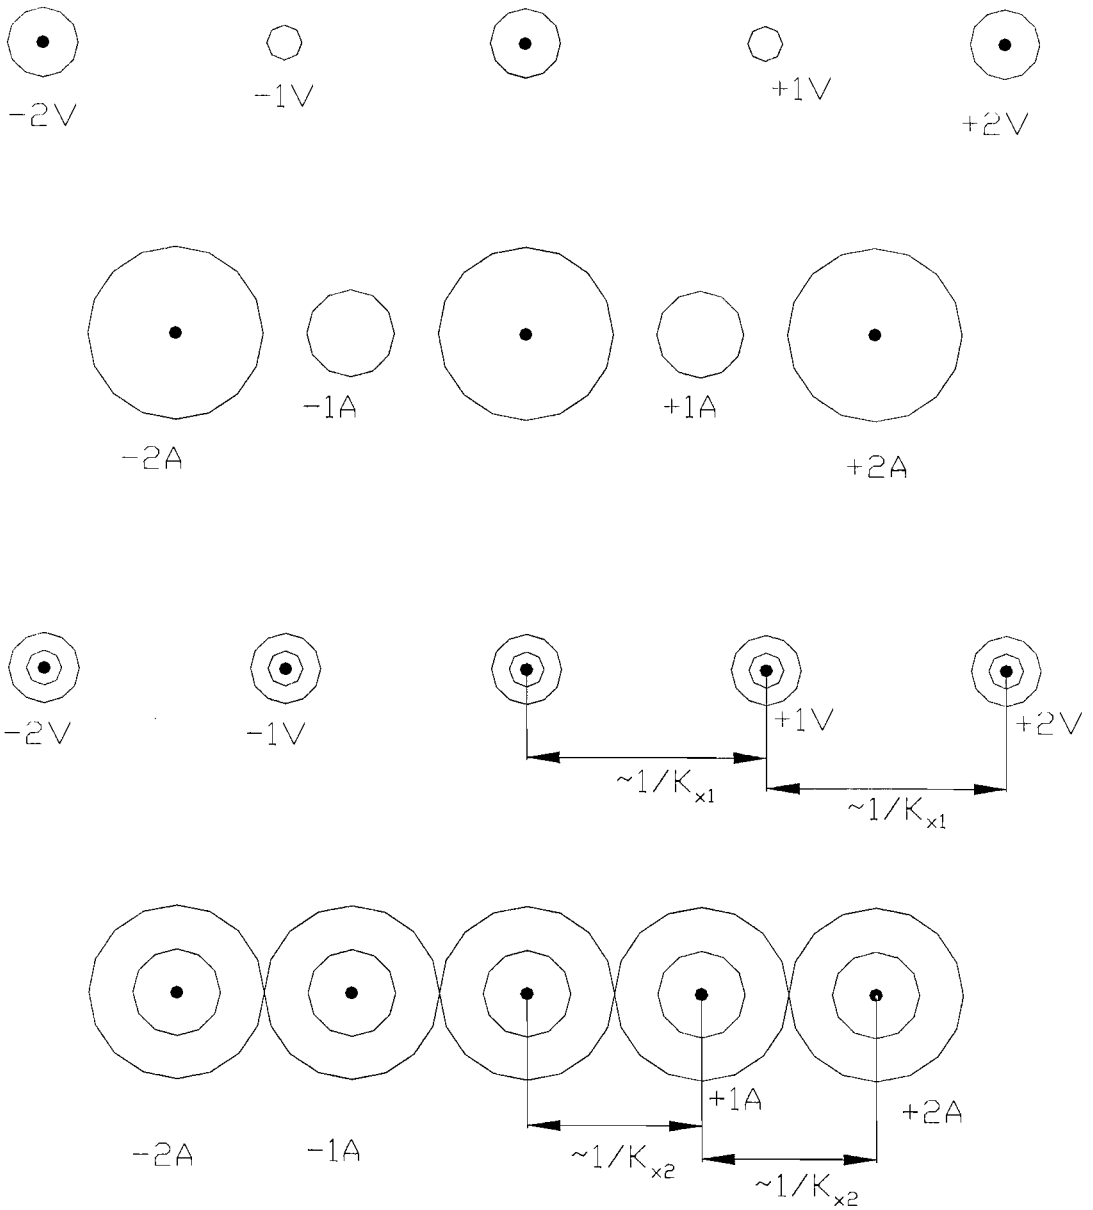 -2V
-1V
+1V
+2V
-2A
-1A
+1A
+2A
-2V
-1V
+1V
+2V
~1/Kx1
~1/Kx1
-2A
-1A
+1A
+2A
~1/Kx2
~1/Kx2